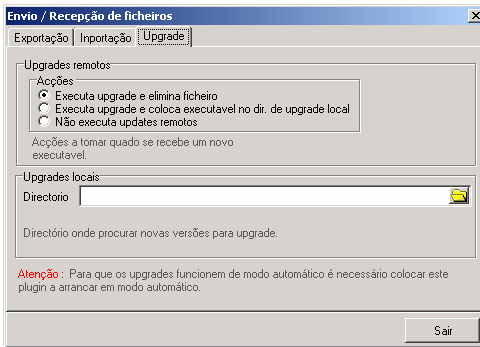 Envio / Recepção de ficheiros
Exportação Inportação Upgrade
Upgrades remotos
Acções
Executa upgrade e elimina ficheiro
Executa upgrade e coloca executavel no dir. de upgrade local
Não executa updates remotos
Acções a tomar quado se recebe um novo
executavel.
Upgrades locais
Directorio
Directório onde procurar novas versões para upgrade.
Atenção : Para que os upgrades funcionem de modo automático é necessário colocar este
plugin a arrancar em modo automático.
Sair